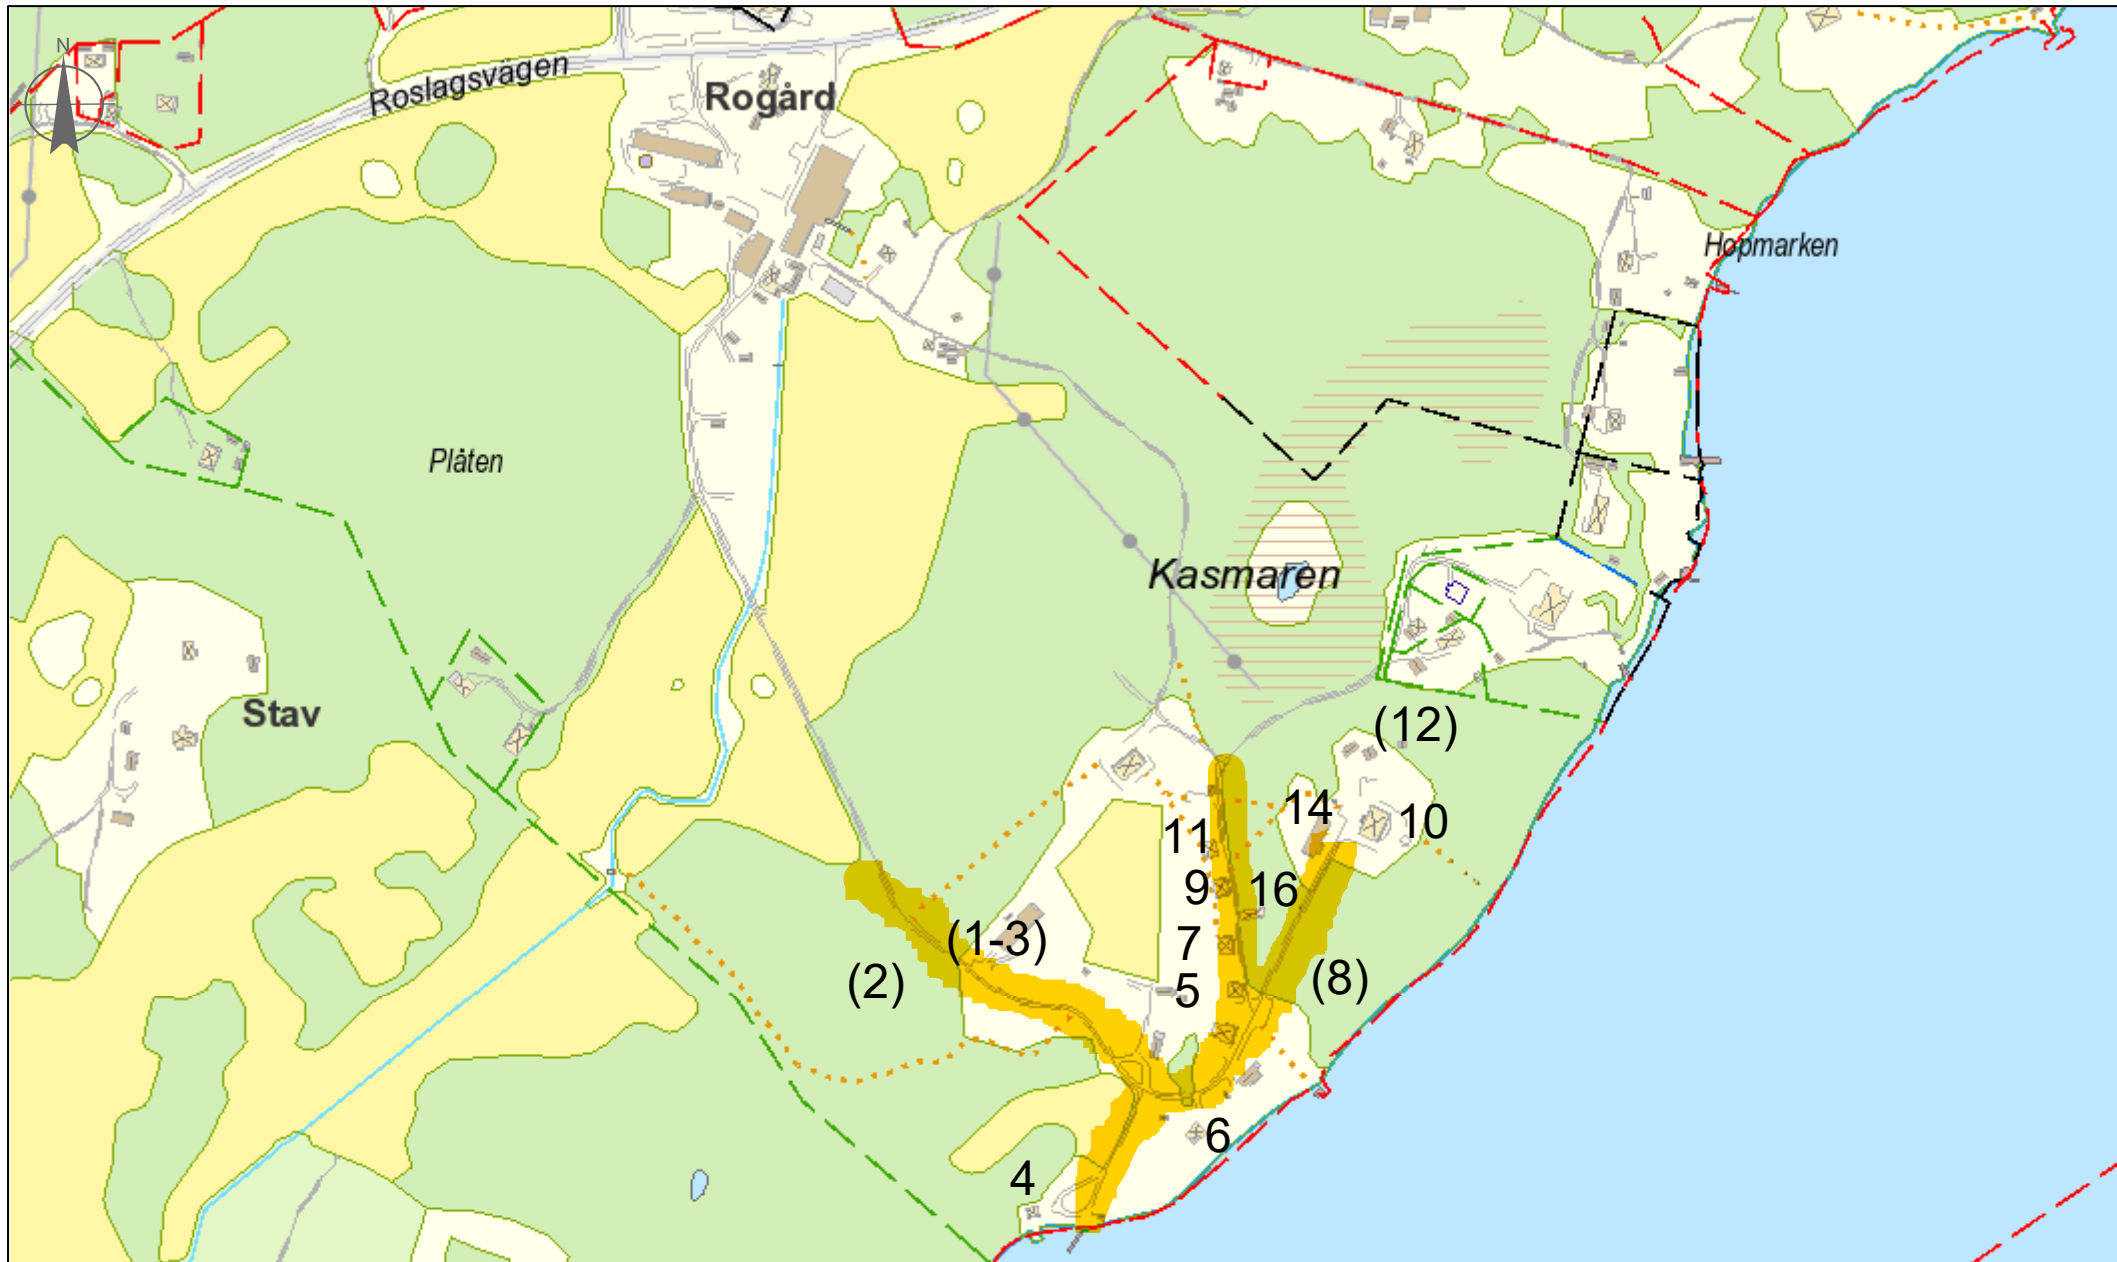 N
Roslagsvägen
Rogård
Hopmarken
Plåten
Kasmaren
Stav
(12)
14
10
11
9
16
(1-3)
7
(2)
5
(8)
6
4